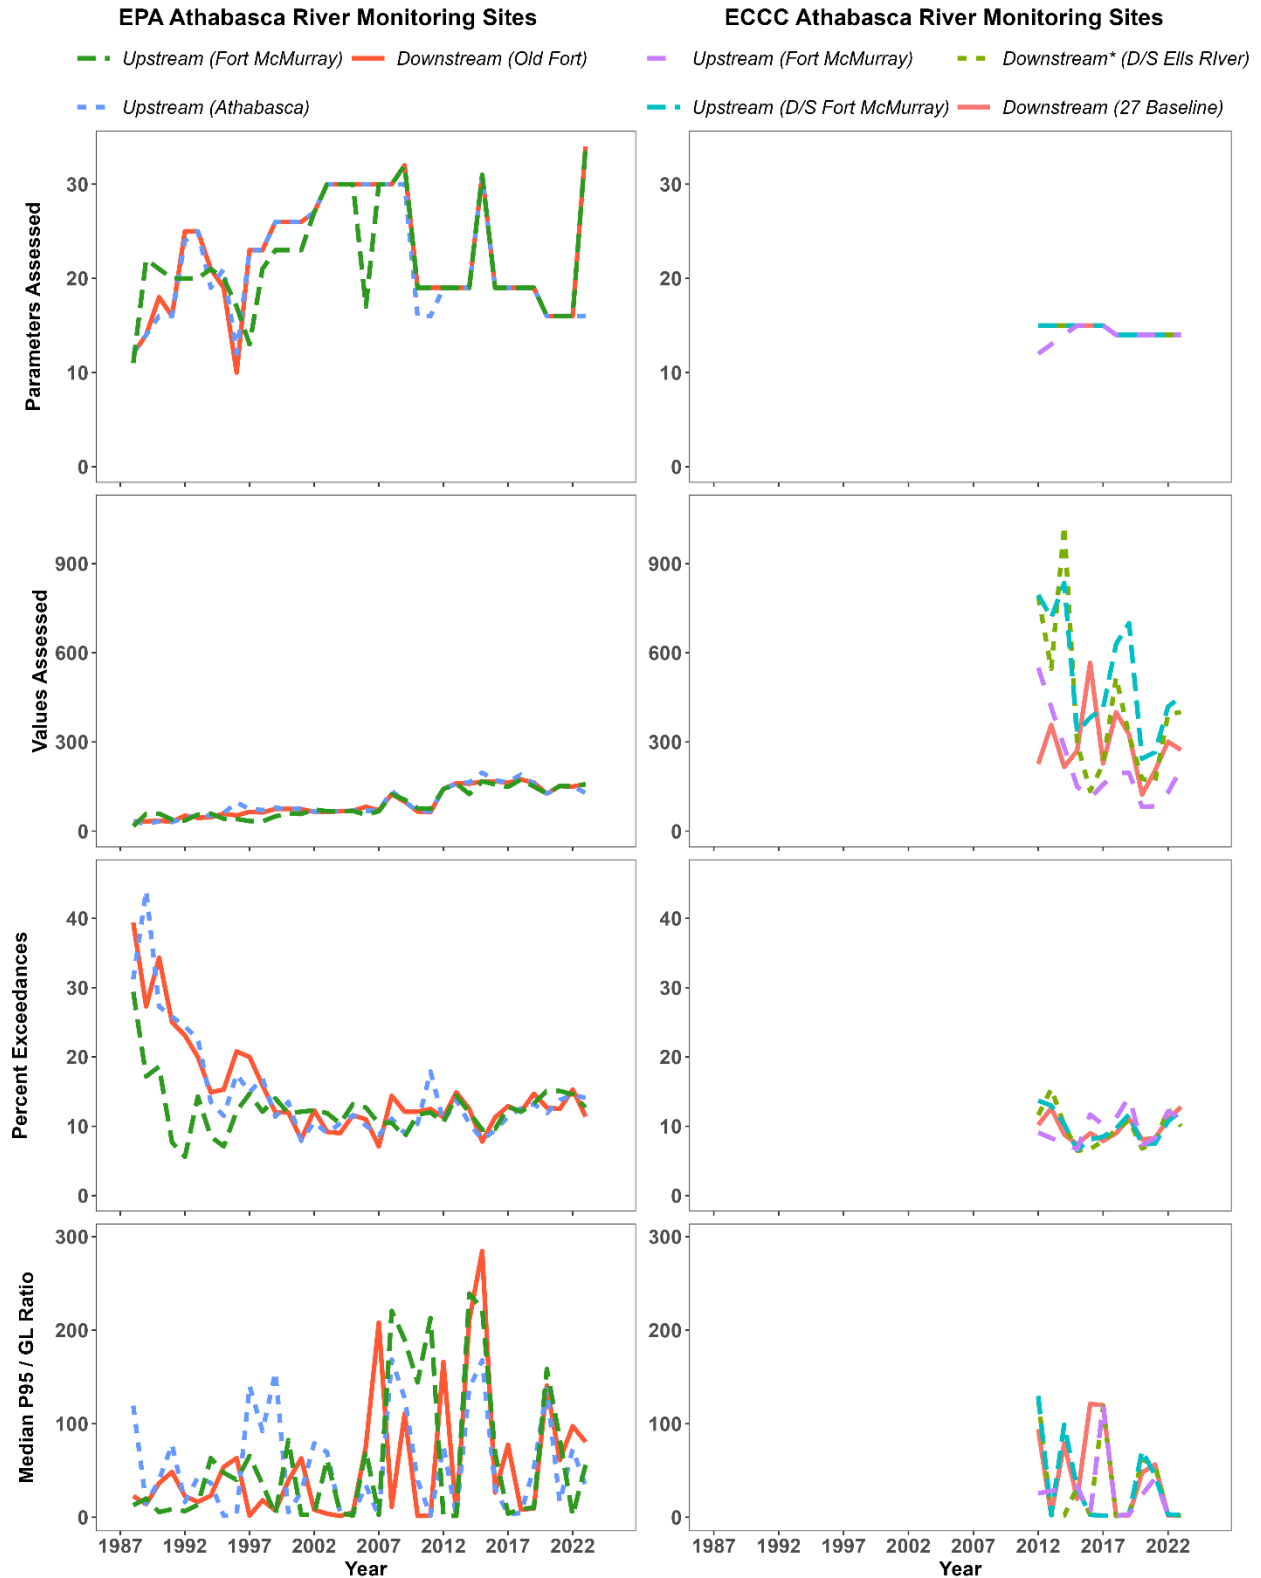 EPA Athabasca River Monitoring Sites
ECCC Athabasca River Monitoring Sites
Upstream (Fort McMurray)
Downstream (Old Fort)
Upstream (Athabasca)
Upstream (Fort McMurray)
Downstream* (D/S Ells RIver)
Upstream (D/S Fort McMurray)
Downstream (27 Baseline)
Parameters Assessed
30
20
10
0
30
20
10
0
Values Assessed
900
600
300
0
900
600
300
0
Percent Exceedances
40
30
20
10
0
40
30
20
10
0
Median P95 / GL Ratio
300
200
100
0
300
200
100
0
1987 1992 1997 2002 2007 2012 2017 2022
Year
1987 1992 1997 2002 2007 2012 2017 2022
Year